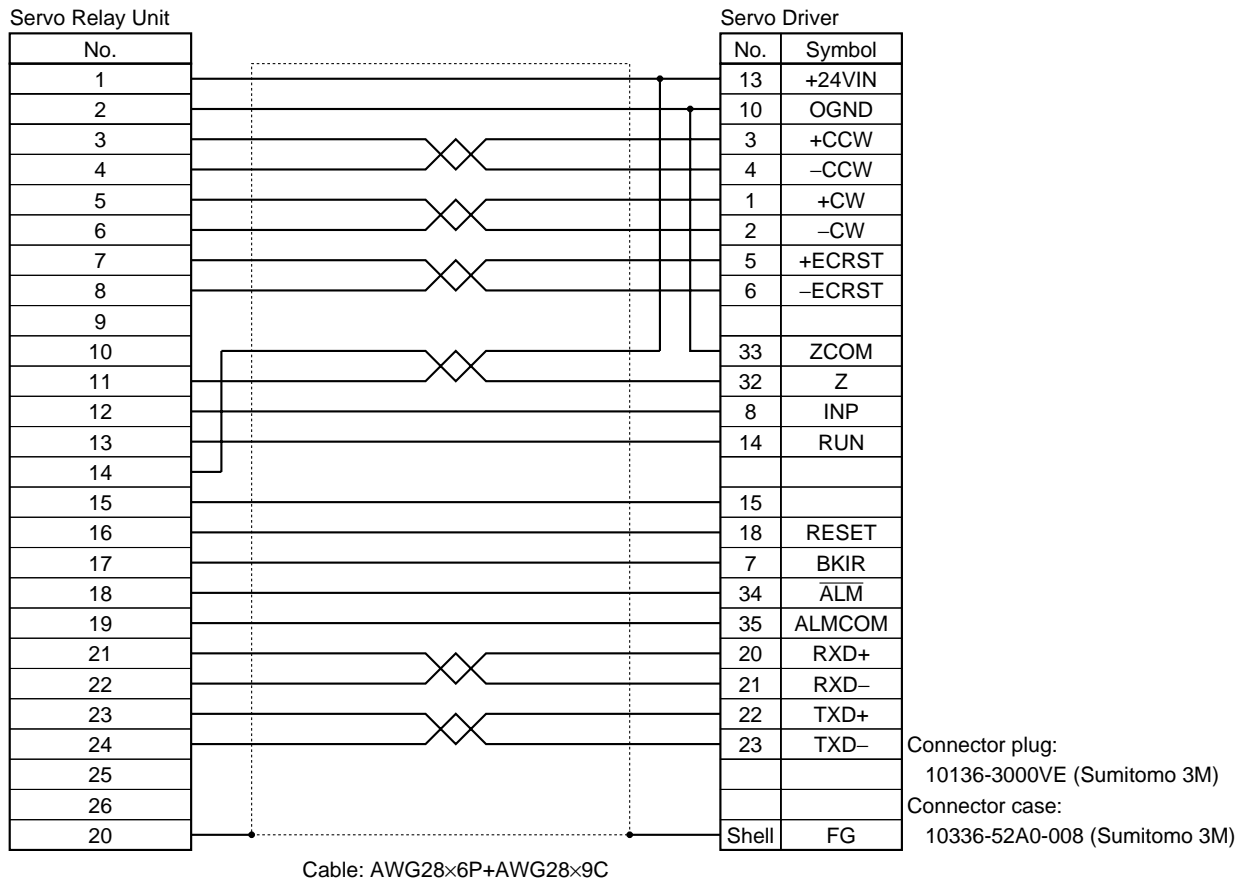 Servo Relay Unit Servo Driver
No. No. Symbol
1 13 +24VIN
2 10 OGND
3 3 +CCW
4 4 −CCW
5 1 +CW
6 2 −CW
7 5 +ECRST
8 6 −ECRST
9
10 33 ZCOM
11 32 Z
12 8 INP
13 14 RUN
14
15 15
16 18 RESET
17 7 BKIR
18 34 A̅L̅M̅
19 35 ALMCOM
21 20 RXD+
22 21 RXD−
23 22 TXD+
24 23 TXD− Connector plug:
25 10136-3000VE (Sumitomo 3M)
26 Connector case:
20 Shell FG 10336-52A0-008 (Sumitomo 3M)
Cable: AWG28×6P+AWG28×9C